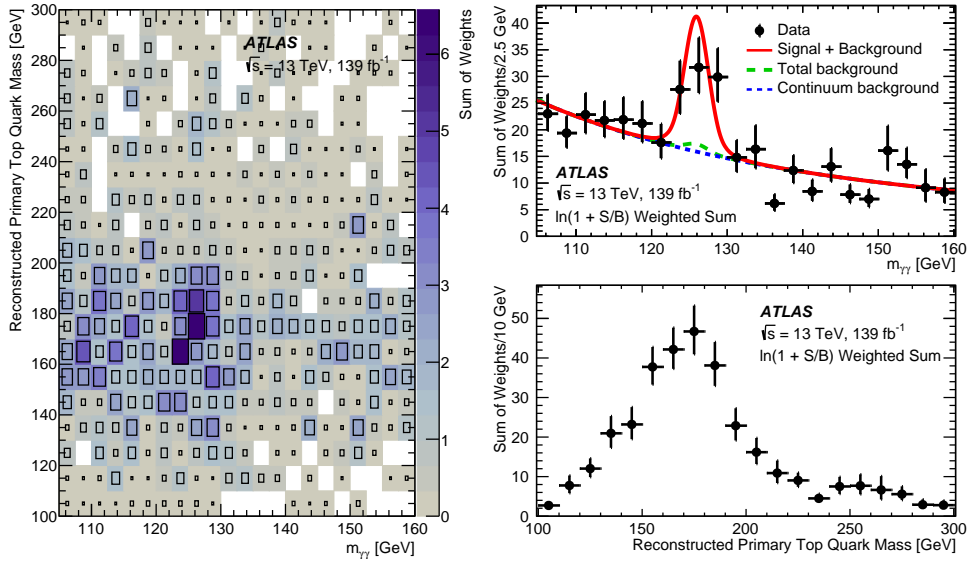 Reconstructed Primary Top Quark Mass [GeV]
300
280
260
240
220
200
180
160
140
120
100
110
120
130
140
150
160
m_γγ [GeV]
ATLAS
√s = 13 TeV, 139 fb⁻¹
Sum of Weights
6
5
4
3
2
1
0
Sum of Weights/2.5 GeV
40
35
30
25
20
15
10
5
0
Data
Signal + Background
Total background
Continuum background
ATLAS
√s = 13 TeV, 139 fb⁻¹
ln(1 + S/B) Weighted Sum
110
120
130
140
150
160
m_γγ [GeV]
Sum of Weights/10 GeV
50
40
30
20
10
0
ATLAS
√s = 13 TeV, 139 fb⁻¹
ln(1 + S/B) Weighted Sum
100
150
200
250
300
Reconstructed Primary Top Quark Mass [GeV]